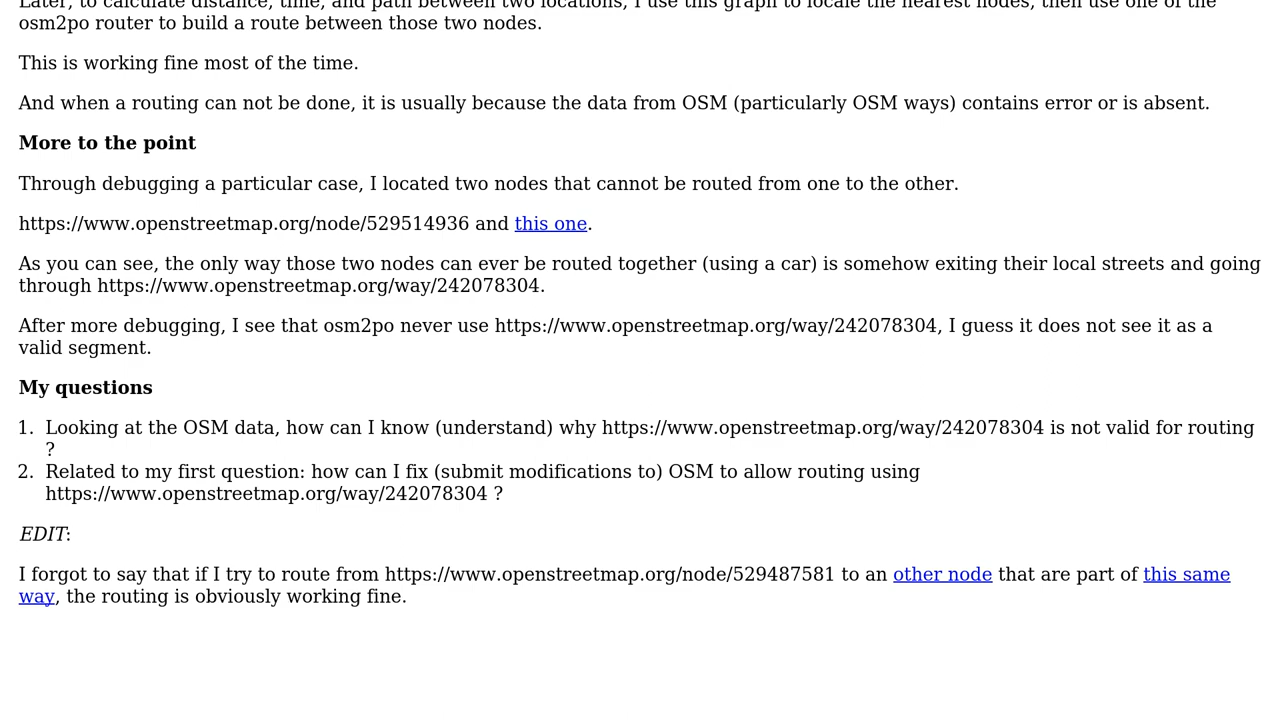 Later, to calculate distance, time, and path between two locations, I use this graph to locale the nearest nodes, then use one of the
osm2po router to build a route between those two nodes.
This is working fine most of the time.
And when a routing can not be done, it is usually because the data from OSM (particularly OSM ways) contains error or is absent.
More to the point
Through debugging a particular case, I located two nodes that cannot be routed from one to the other.
https://www.openstreetmap.org/node/529514936 and this one.
As you can see, the only way those two nodes can ever be routed together (using a car) is somehow exiting their local streets and going
through https://www.openstreetmap.org/way/242078304.
After more debugging, I see that osm2po never use https://www.openstreetmap.org/way/242078304, I guess it does not see it as a
valid segment.
My questions
1. Looking at the OSM data, how can I know (understand) why https://www.openstreetmap.org/way/242078304 is not valid for routing
?
2. Related to my first question: how can I fix (submit modifications to) OSM to allow routing using
https://www.openstreetmap.org/way/242078304 ?
EDIT:
I forgot to say that if I try to route from https://www.openstreetmap.org/node/529487581 to an other node that are part of this same
way, the routing is obviously working fine.